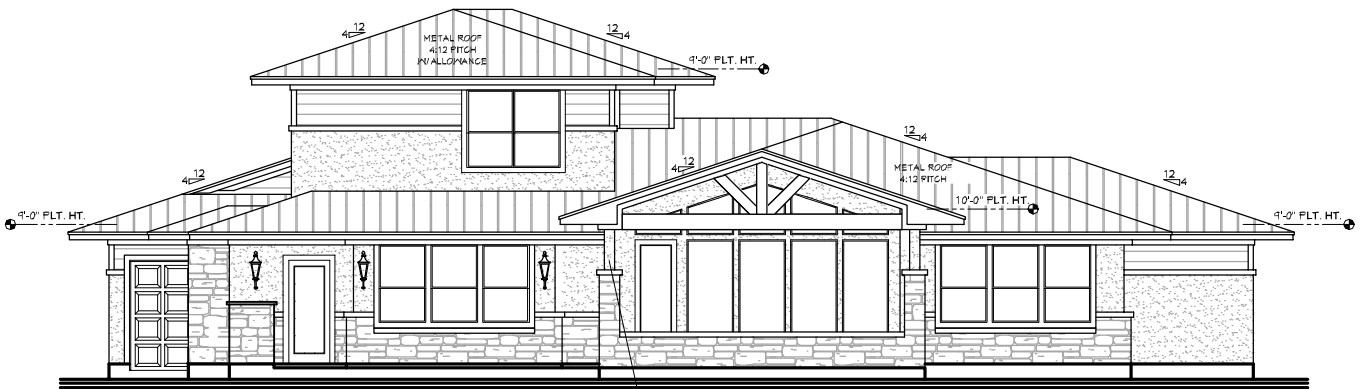 12
4
12
4
METAL ROOF
4:12 PITCH
W/ ALLOWANCE
9'-0" PLT. HT.
12
4
12
4
12
4
METAL ROOF
4:12 PITCH
12
4
10'-0" PLT. HT.
9'-0" PLT. HT.
9'-0" PLT. HT.